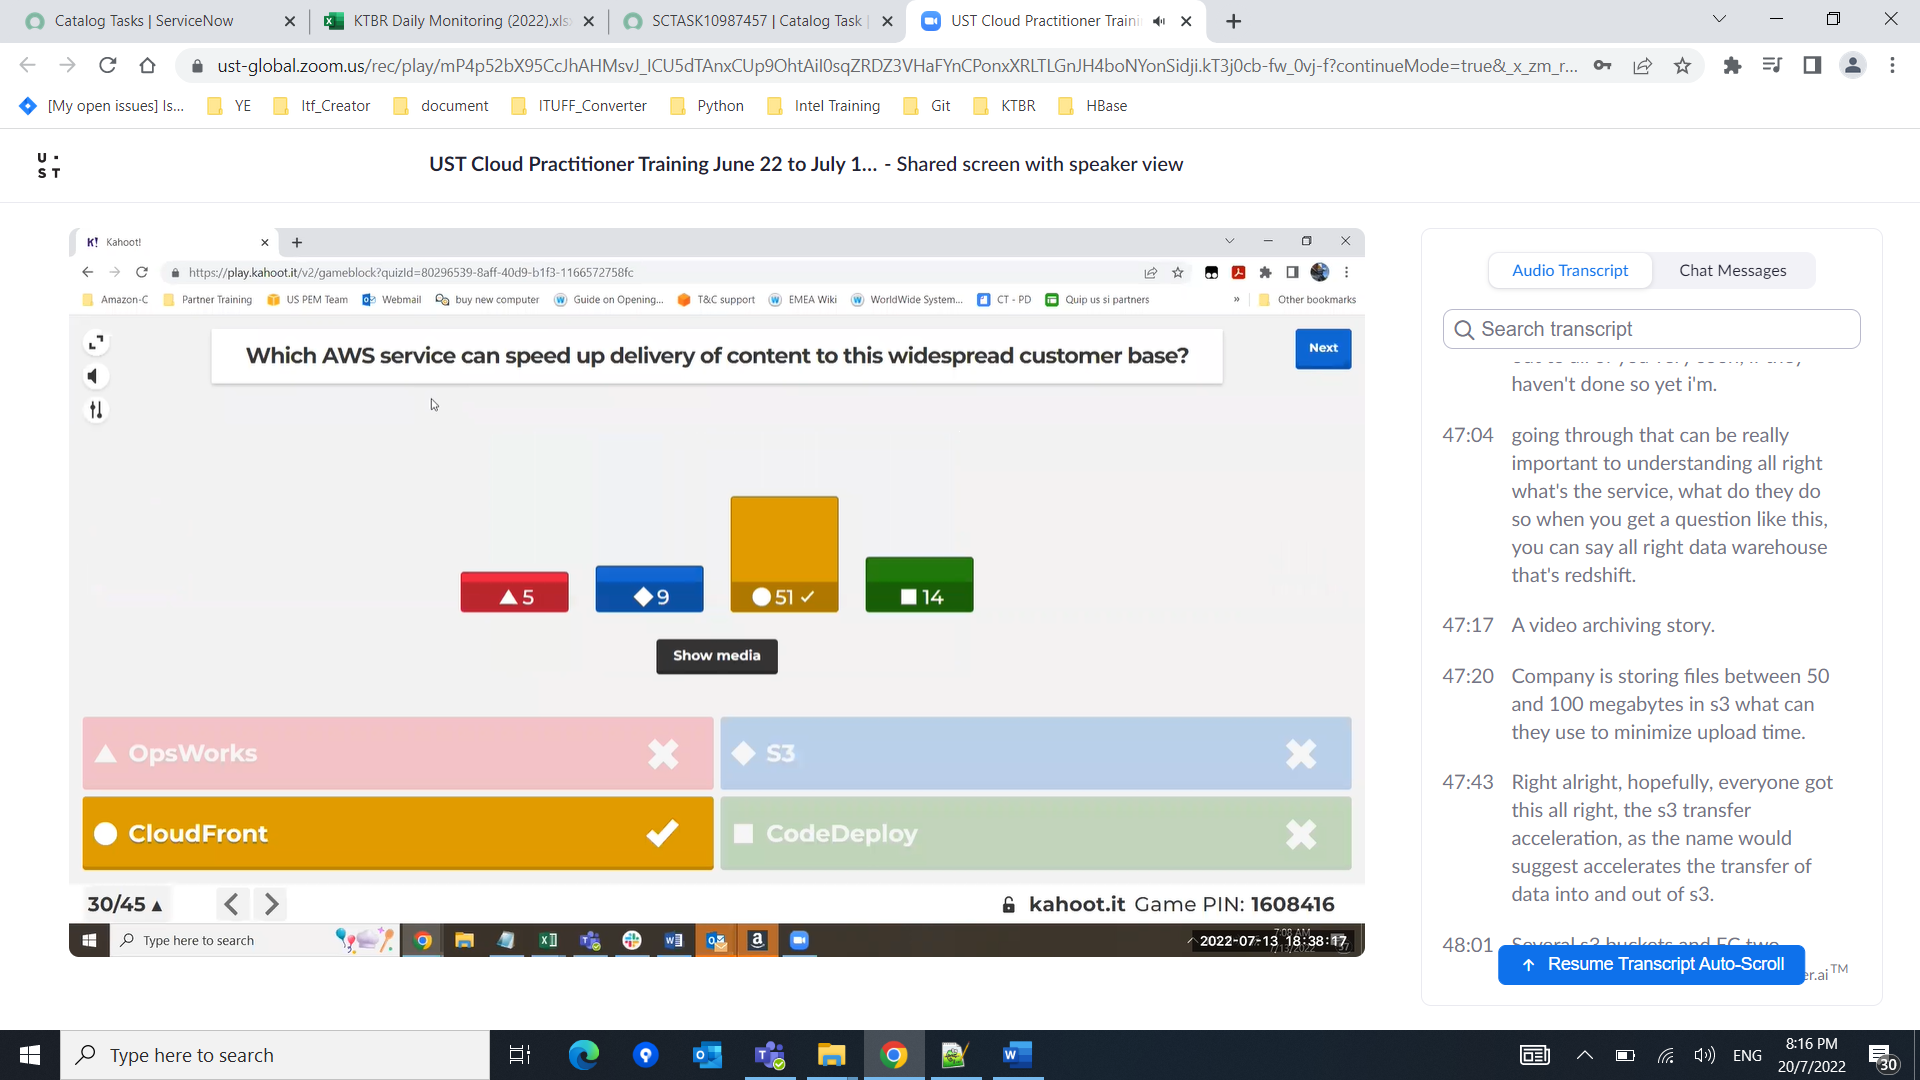 Catalog Tasks | ServiceNow
KTBR Daily Monitoring (2022).xls
SCTASK10987457 | Catalog Task |
UST Cloud Practitioner Traini
ust-global.zoom.us/rec/play/mP4p52bX95CcJhAHMsvJ_ICU5dTAnxCUp9OhtAiI0sqZRDZ3VHaFYnCPonxXRLTLGnJH4boNYonSidji.kT3j0cb-fw_0vj-f?continueMode=true&_x_zm_r...
[My open issues] Is...
YE
Itf_Creator
document
ITUFF_Converter
Python
Intel Training
Git
KTBR
HBase
U·
ST
UST Cloud Practitioner Training June 22 to July 1... - Shared screen with speaker view
K! Kahoot!
https://play.kahoot.it/v2/gameblock?quizId=80296539-8aff-40d9-b1f3-1166572758fc
Amazon-C
Partner Training
US PEM Team
Webmail
buy new computer
Guide on Opening...
T&C support
EMEA Wiki
WorldWide System...
CT - PD
Quip us si partners
»
Other bookmarks
Which AWS service can speed up delivery of content to this widespread customer base?
Next
5
9
51
14
Show media
OpsWorks
S3
CloudFront
CodeDeploy
30/45
kahoot.it Game PIN: 1608416
Type here to search
2022-07-13 18:38:17
Audio Transcript
Chat Messages
Search transcript
haven't done so yet i'm.
47:04 going through that can be really
important to understanding all right
what's the service, what do they do
so when you get a question like this,
you can say all right data warehouse
that's redshift.
47:17 A video archiving story.
47:20 Company is storing files between 50
and 100 megabytes in s3 what can
they use to minimize upload time.
47:43 Right alright, hopefully, everyone got
this all right, the s3 transfer
acceleration, as the name would
suggest accelerates the transfer of
data into and out of s3.
48:01 Several s3 buckets and EC two
Resume Transcript Auto-Scroll
er.ai™
Type here to search
ENG
8:16 PM
20/7/2022
30